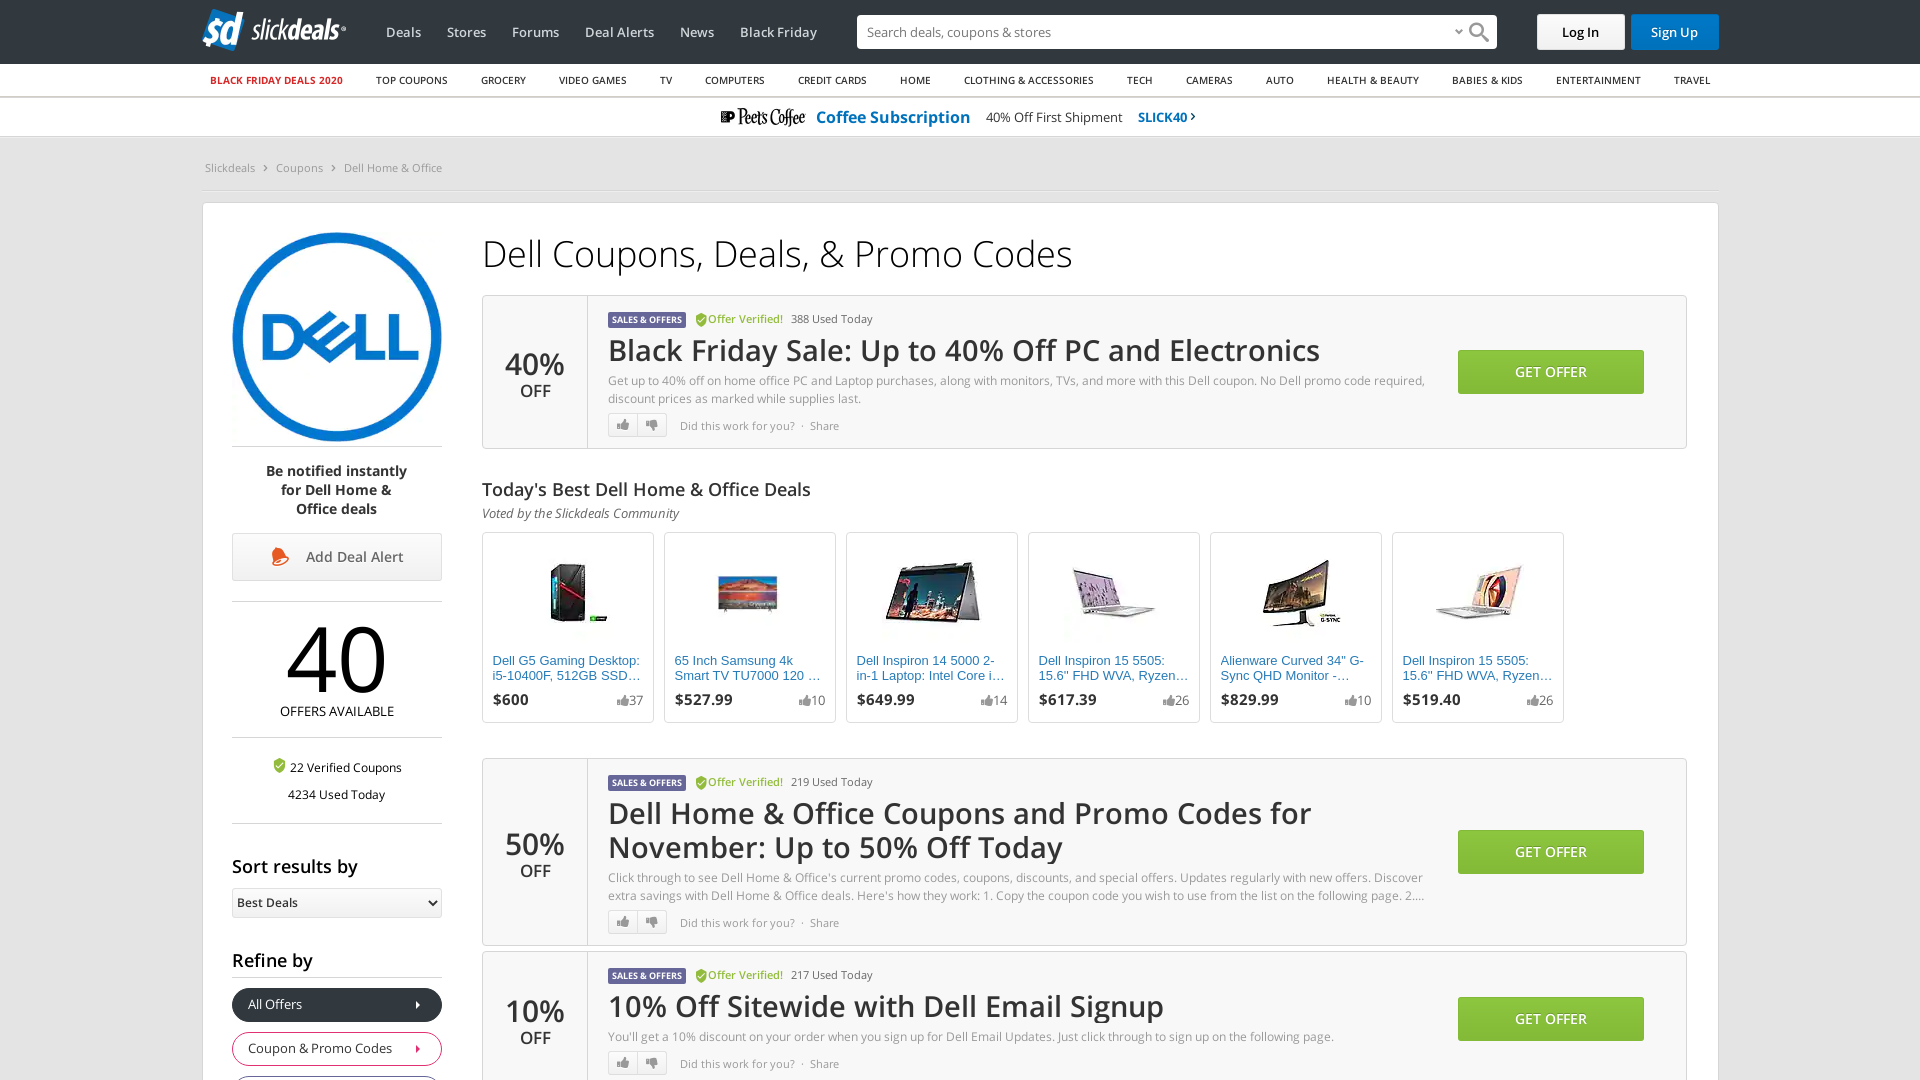 sd slickdeals
Deals
Stores
Forums
Deal Alerts
News
Black Friday
Search deals, coupons & stores
Log In
Sign Up
BLACK FRIDAY DEALS 2020
TOP COUPONS
GROCERY
VIDEO GAMES
TV
COMPUTERS
CREDIT CARDS
HOME
CLOTHING & ACCESSORIES
TECH
CAMERAS
AUTO
HEALTH & BEAUTY
BABIES & KIDS
ENTERTAINMENT
TRAVEL
Peet's Coffee Coffee Subscription 40% Off First Shipment SLICK40
Slickdeals > Coupons > Dell Home & Office
DELL
Be notified instantly
for Dell Home &
Office deals
Add Deal Alert
40
OFFERS AVAILABLE
22 Verified Coupons
4234 Used Today
Sort results by
Best Deals
Refine by
All Offers
Coupon & Promo Codes
Dell Coupons, Deals, & Promo Codes
40%
OFF
SALES & OFFERS Offer Verified! 388 Used Today
Black Friday Sale: Up to 40% Off PC and Electronics
Get up to 40% off on home office PC and Laptop purchases, along with monitors, TVs, and more with this Dell coupon. No Dell promo code required,
discount prices as marked while supplies last.
Did this work for you? · Share
GET OFFER
Today's Best Dell Home & Office Deals
Voted by the Slickdeals Community
Dell G5 Gaming Desktop:
i5-10400F, 512GB SSD…
$600 37
65 Inch Samsung 4k
Smart TV TU7000 120 …
$527.99 10
Dell Inspiron 14 5000 2-
in-1 Laptop: Intel Core i…
$649.99 14
Dell Inspiron 15 5505:
15.6" FHD WVA, Ryzen…
$617.39 26
G-SYNC
Alienware Curved 34" G-
Sync QHD Monitor -…
$829.99 10
Dell Inspiron 15 5505:
15.6" FHD WVA, Ryzen…
$519.40 26
50%
OFF
SALES & OFFERS Offer Verified! 219 Used Today
Dell Home & Office Coupons and Promo Codes for
November: Up to 50% Off Today
Click through to see Dell Home & Office's current promo codes, coupons, discounts, and special offers. Updates regularly with new offers. Discover
extra savings with Dell Home & Office deals. Here's how they work: 1. Copy the coupon code you wish to use from the list on the following page. 2.…
Did this work for you? · Share
GET OFFER
10%
OFF
SALES & OFFERS Offer Verified! 217 Used Today
10% Off Sitewide with Dell Email Signup
You'll get a 10% discount on your order when you sign up for Dell Email Updates. Just click through to sign up on the following page.
Did this work for you? · Share
GET OFFER